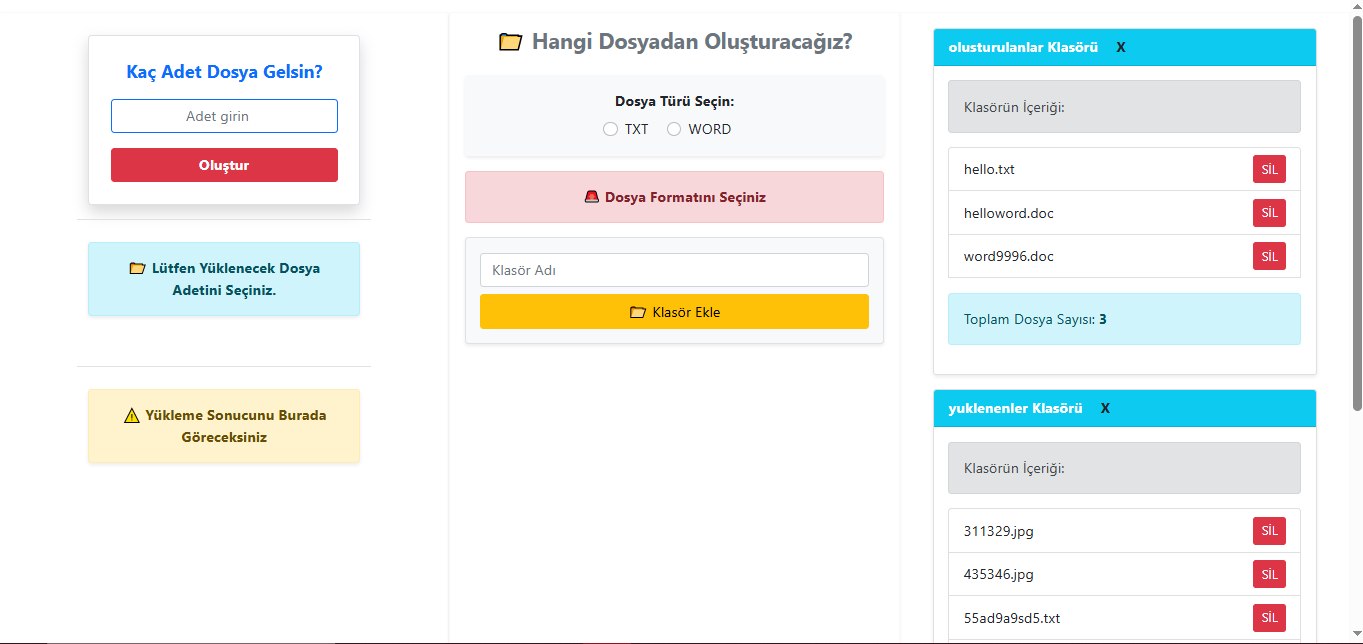 Kaç Adet Dosya Gelsin?
Adet girin
Oluştur
📂 Lütfen Yüklenecek Dosya
Adetini Seçiniz.
⚠️ Yükleme Sonucunu Burada
Göreceksiniz
📂 Hangi Dosyadan Oluşturacağız?
Dosya Türü Seçin:
TXT WORD
🚨 Dosya Formatını Seçiniz
Klasör Adı
📂 Klasör Ekle
olusturulanlar Klasörü X
Klasörün İçeriği:
hello.txt SİL
helloword.doc SİL
word9996.doc SİL
Toplam Dosya Sayısı: 3
yuklenenler Klasörü X
Klasörün İçeriği:
311329.jpg SİL
435346.jpg SİL
55ad9a9sd5.txt SİL